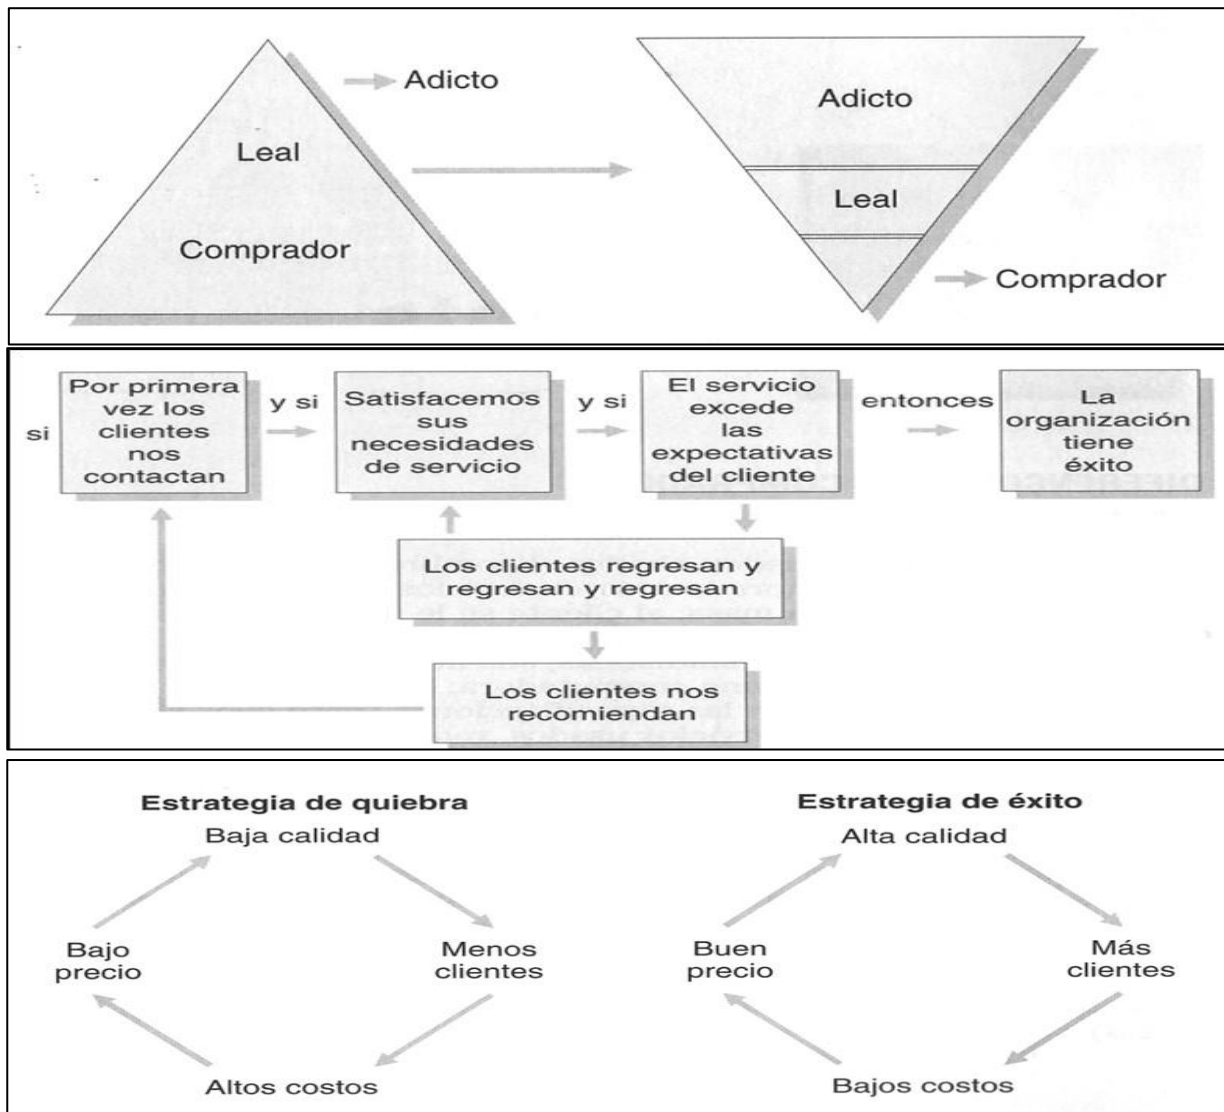 Adicto
Leal
Comprador
Adicto
Leal
Comprador
si
Por primera
vez los
clientes
nos
contactan
y si
Satisfacemos
sus
necesidades
de servicio
y si
El servicio
excede
las
expectativas
del cliente
entonces
La
organización
tiene
éxito
Los clientes regresan y
regresan y regresan
Los clientes nos
recomiendan
Estrategia de quiebra
Baja calidad
Bajo
precio
Menos
clientes
Altos costos
Estrategia de éxito
Alta calidad
Buen
precio
Más
clientes
Bajos costos